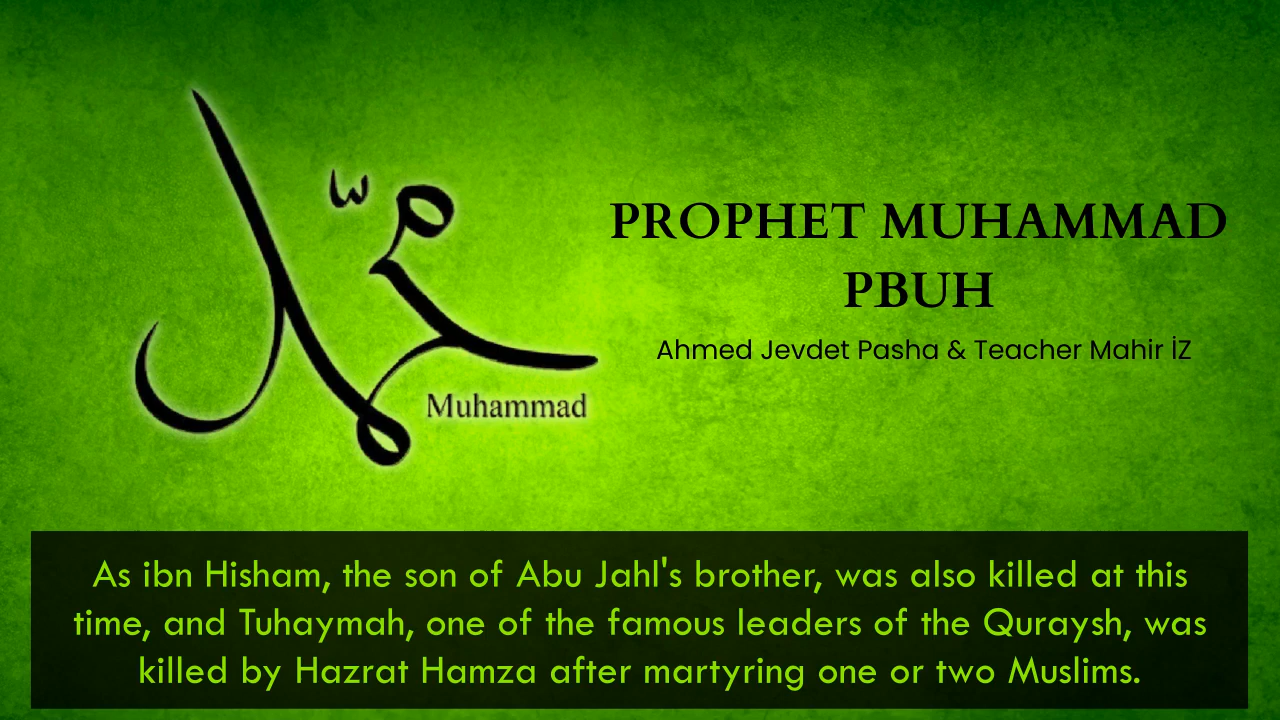 محمد
Muhammad
PROPHET MUHAMMAD
PBUH
Ahmed Jevdet Pasha & Teacher Mahir İZ
As ibn Hisham, the son of Abu Jahl's brother, was also killed at this
time, and Tuhaymah, one of the famous leaders of the Quraysh, was
killed by Hazrat Hamza after martyring one or two Muslims.